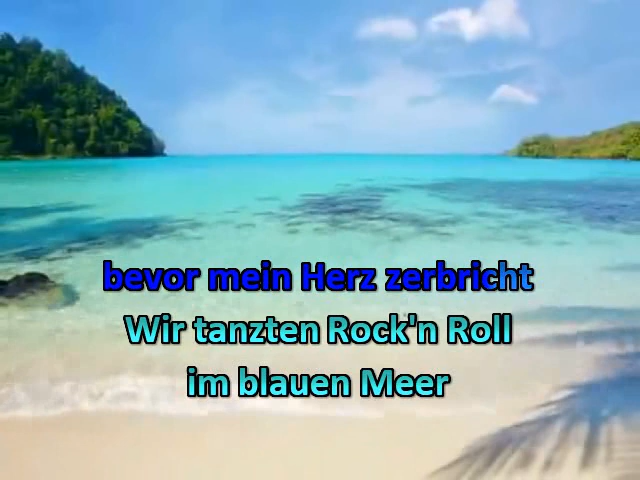 bevor mein Herz zerbricht
Wir tanzten Rock'n Roll
im blauen Meer